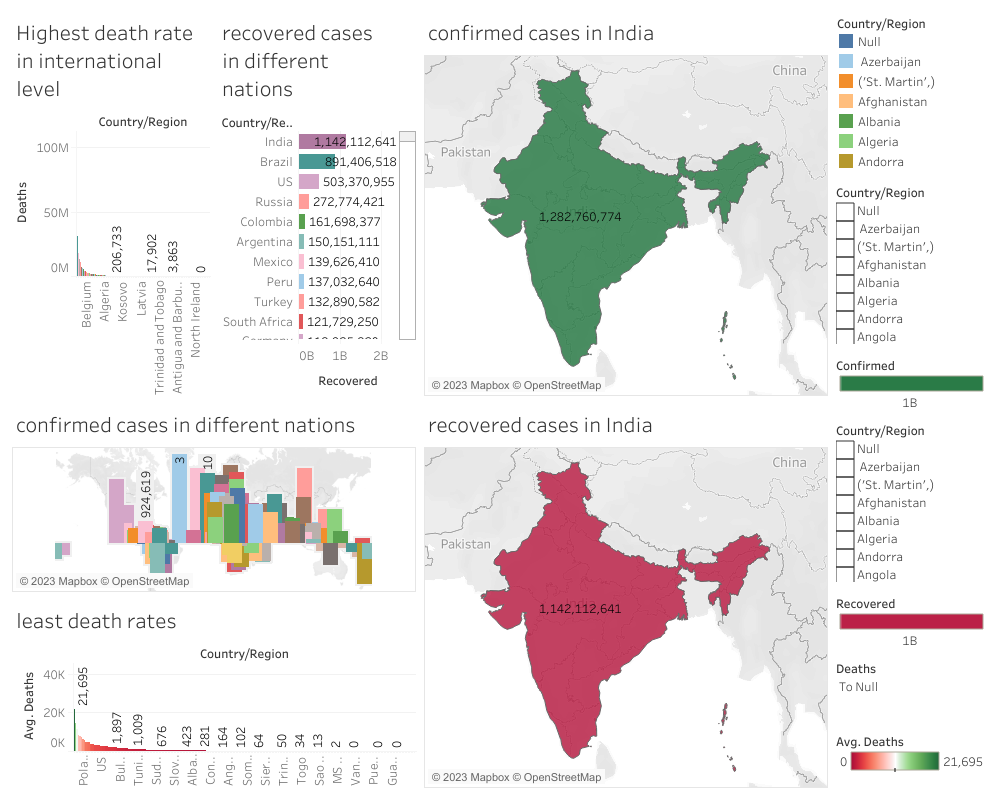 Highest death rate
in international
level
Country/Region
Deaths
100M
50M
0M
206,733
17,902
3,863
0
Belgium
Algeria
Kosovo
Latvia
Trinidad and Tobago
Antigua and Barbu..
North Ireland
recovered cases
in different
nations
Country/Re..
India 1,142,112,641
Brazil 891,406,518
US 503,370,955
Russia 272,774,421
Colombia 161,698,377
Argentina 150,151,111
Mexico 139,626,410
Peru 137,032,640
Turkey 132,890,582
South Africa 121,729,250
0B 1B 2B
Recovered
confirmed cases in India
China
Pakistan
1,282,760,774
© 2023 Mapbox © OpenStreetMap
Country/Region
Null
Azerbaijan
('St. Martin',)
Afghanistan
Albania
Algeria
Andorra
Country/Region
Null
Azerbaijan
('St. Martin',)
Afghanistan
Albania
Algeria
Andorra
Angola
Confirmed
1B
confirmed cases in different nations
924,619
3
10
© 2023 Mapbox © OpenStreetMap
recovered cases in India
China
Pakistan
1,142,112,641
© 2023 Mapbox © OpenStreetMap
Country/Region
Null
Azerbaijan
('St. Martin',)
Afghanistan
Albania
Algeria
Andorra
Angola
Recovered
1B
Deaths
To Null
Avg. Deaths
0 21,695
least death rates
Country/Region
Avg. Deaths
40K
20K
0K
21,695
1,897
1,009
676
423
281
164
102
64
50
34
13
2
0
0
0
Pola..
US
Bul..
Tuni..
Sud..
Slov..
Alba..
Con..
Ang..
Som..
Sier..
Trin..
Togo
Sao ..
MS ..
Van..
Pue..
Gua..